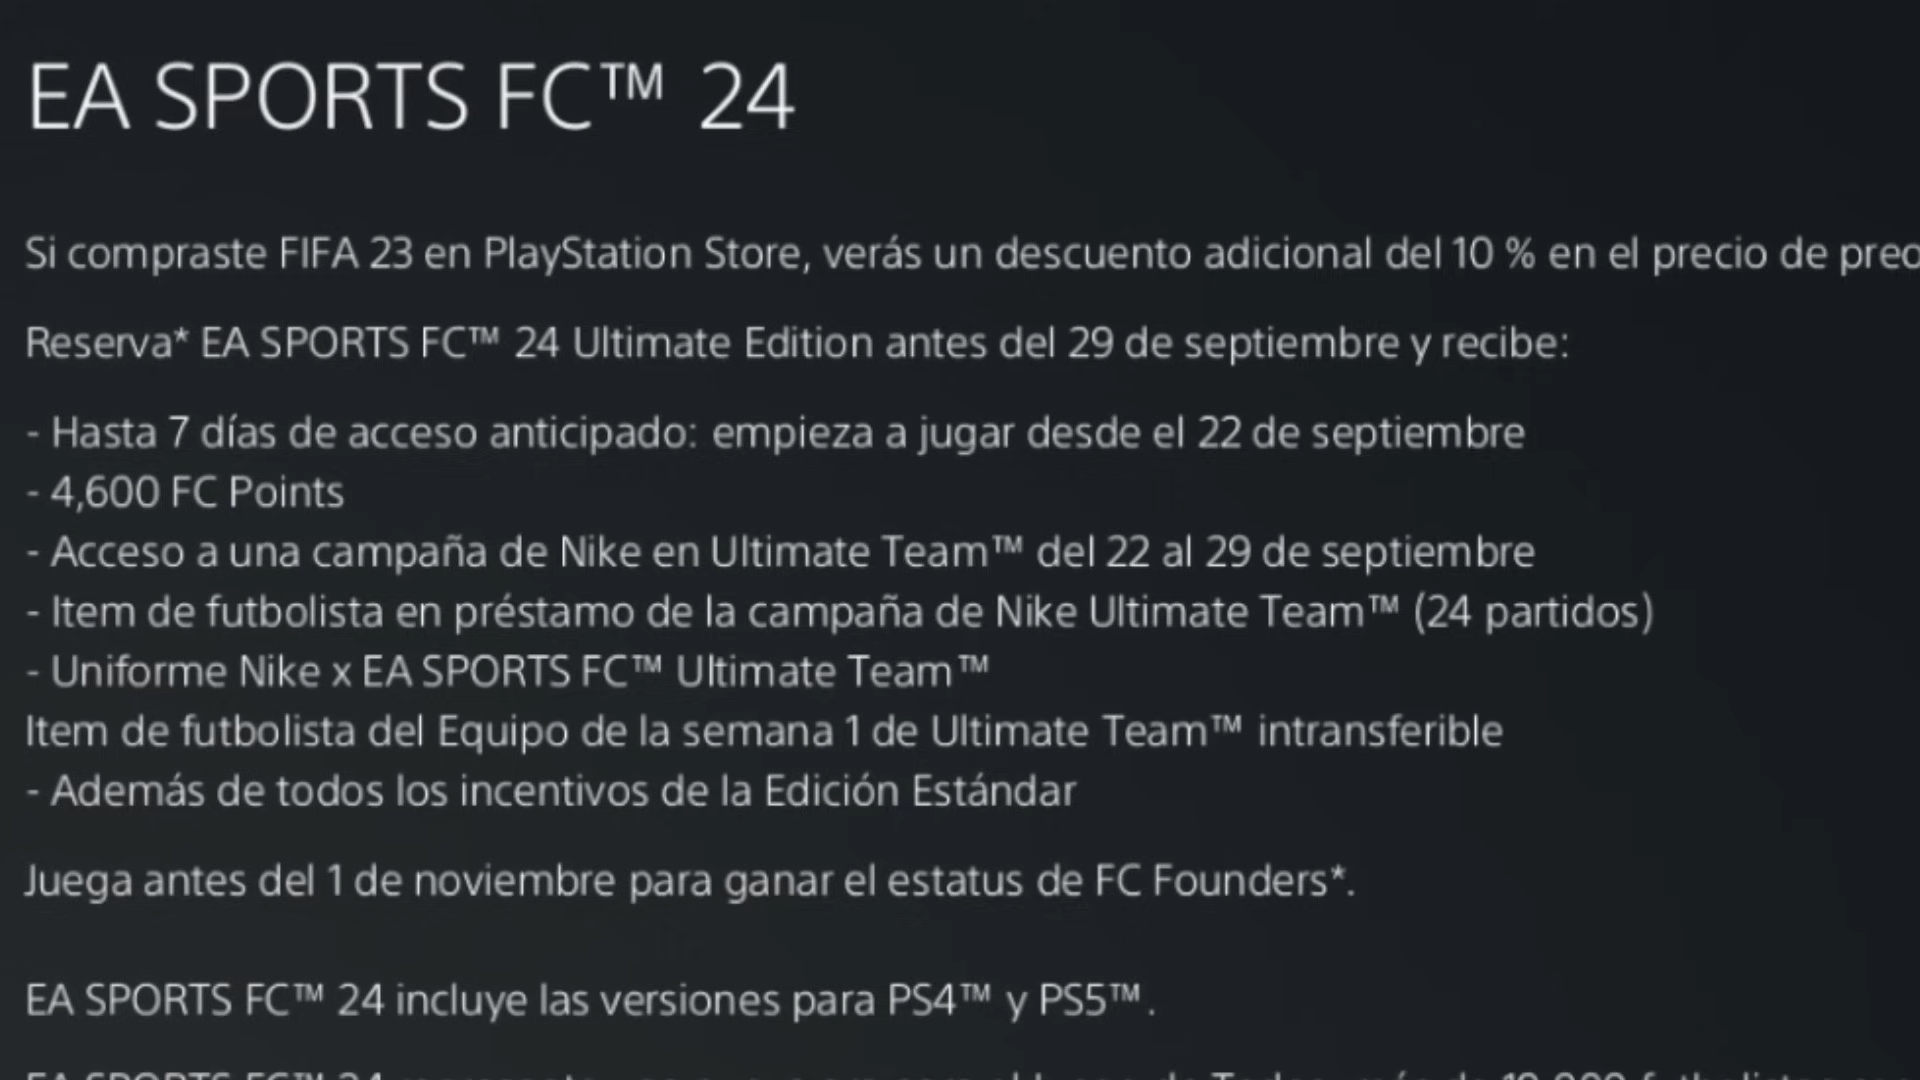 EA SPORTS FC™ 24
Si compraste FIFA 23 en PlayStation Store, verás un descuento adicional del 10 % en el precio de
Reserva* EA SPORTS FC™ 24 Ultimate Edition antes del 29 de septiembre y recibe:
- Hasta 7 días de acceso anticipado: empieza a jugar desde el 22 de septiembre
- 4,600 FC Points
- Acceso a una campaña de Nike en Ultimate Team™ del 22 al 29 de septiembre
- Item de futbolista en préstamo de la campaña de Nike Ultimate Team™ (24 partidos)
- Uniforme Nike x EA SPORTS FC™ Ultimate Team™
Item de futbolista del Equipo de la semana 1 de Ultimate Team™ intransferible
- Además de todos los incentivos de la Edición Estándar
Juega antes del 1 de noviembre para ganar el estatus de FC Founders*.
EA SPORTS FC™ 24 incluye las versiones para PS4™ y PS5™.
EA SPORTS FC™ 24